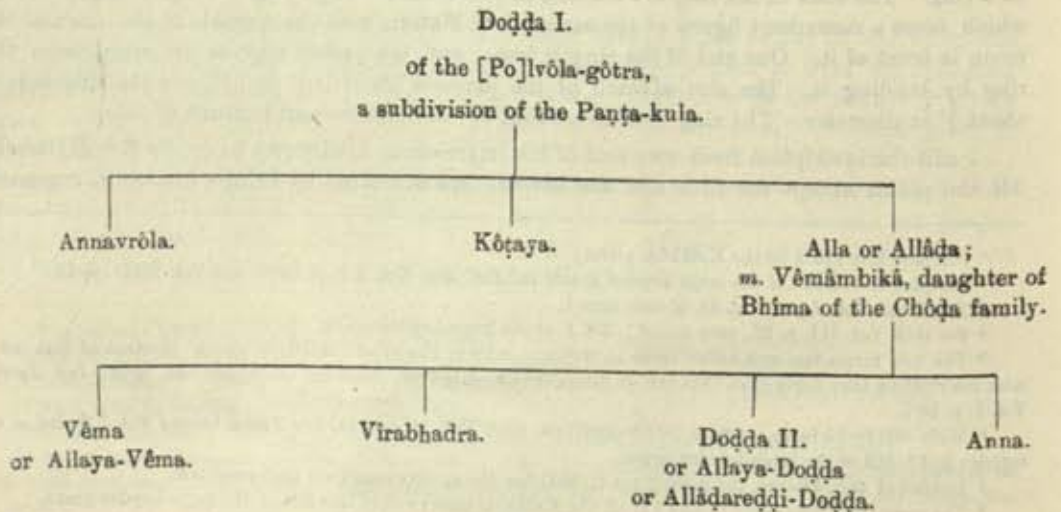 Doḍḍa I.
of the [Po]lvôla-gôtra,
a subdivision of the Paṇṭa-kula.
Annavrôla.
Kôṭaya.
Alla or Allâḍa;
m. Vêmâmbikâ, daughter of
Bhîma of the Chôḍa family.
Vêma
or Allaya-Vêma.
Vîrabhadra.
Doḍḍa II.
or Allaya-Doḍḍa
or Allâḍareḍḍi-Doḍḍa.
Anna.